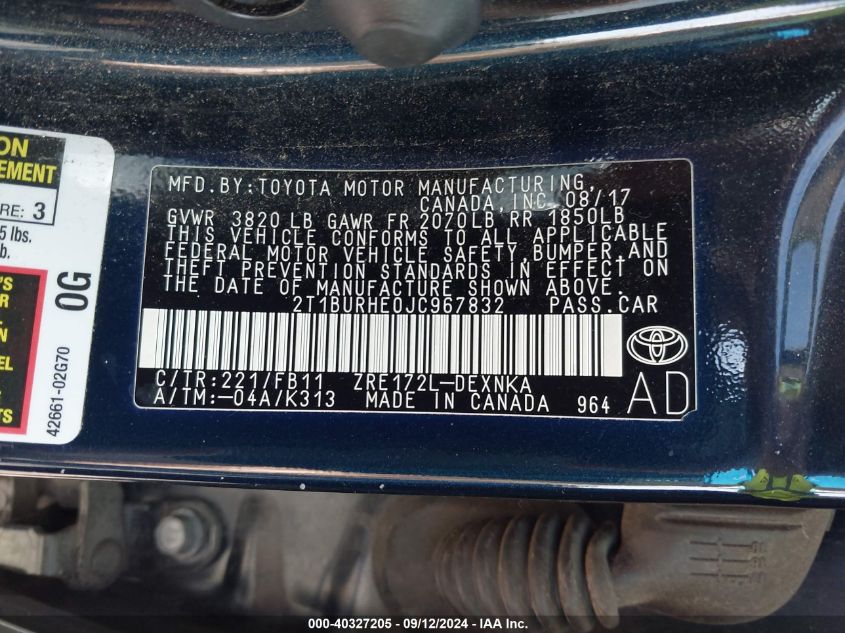 ON
EMENT
RE: 3
5 lbs.
b.
'S
R
N
EL
S
0G
42661-02G70
MFD.BY:TOYOTA MOTOR MANUFACTURING,
CANADA,INC. 08/17
GVWR 3820 LB GAWR FR 2070LB,RR 1850LB
THIS VEHICLE CONFORMS TO ALL APPLICABLE
FEDERAL MOTOR VEHICLE SAFETY,BUMPER,AND
THEFT PREVENTION STANDARDS IN EFFECT ON
THE DATE OF MANUFACTURE SHOWN ABOVE.
2T1BURHE0JC967832 PASS.CAR
C/TR:221/FB11 ZRE172L-DEXNKA
A/TM:-04A/K313 MADE IN CANADA 964
AD
000-40327205 - 09/12/2024 - IAA Inc.